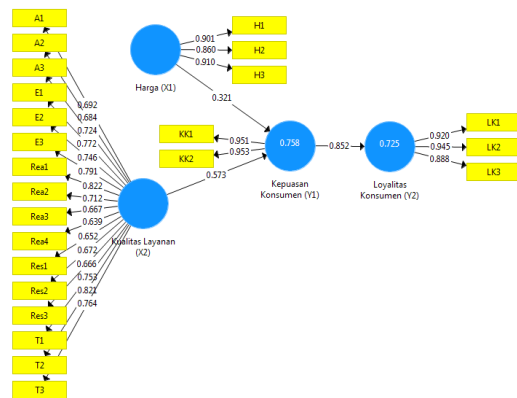 A1
A2
A3
E1
E2
E3
Rea1
Rea2
Rea3
Rea4
Res1
Res2
Res3
T1
T2
T3
0.692
0.684
0.724
0.772
0.746
0.791
0.822
0.712
0.667
0.639
0.652
0.672
0.666
0.753
0.821
0.764
Harga (X1)
0.901
0.860
0.910
H1
H2
H3
0.321
KK1
KK2
0.951
0.953
0.573
Kualitas Layanan
(X2)
0.758
Kepuasan
Konsumen (Y1)
0.852
0.725
Loyalitas
Konsumen (Y2)
0.920
0.945
0.888
LK1
LK2
LK3